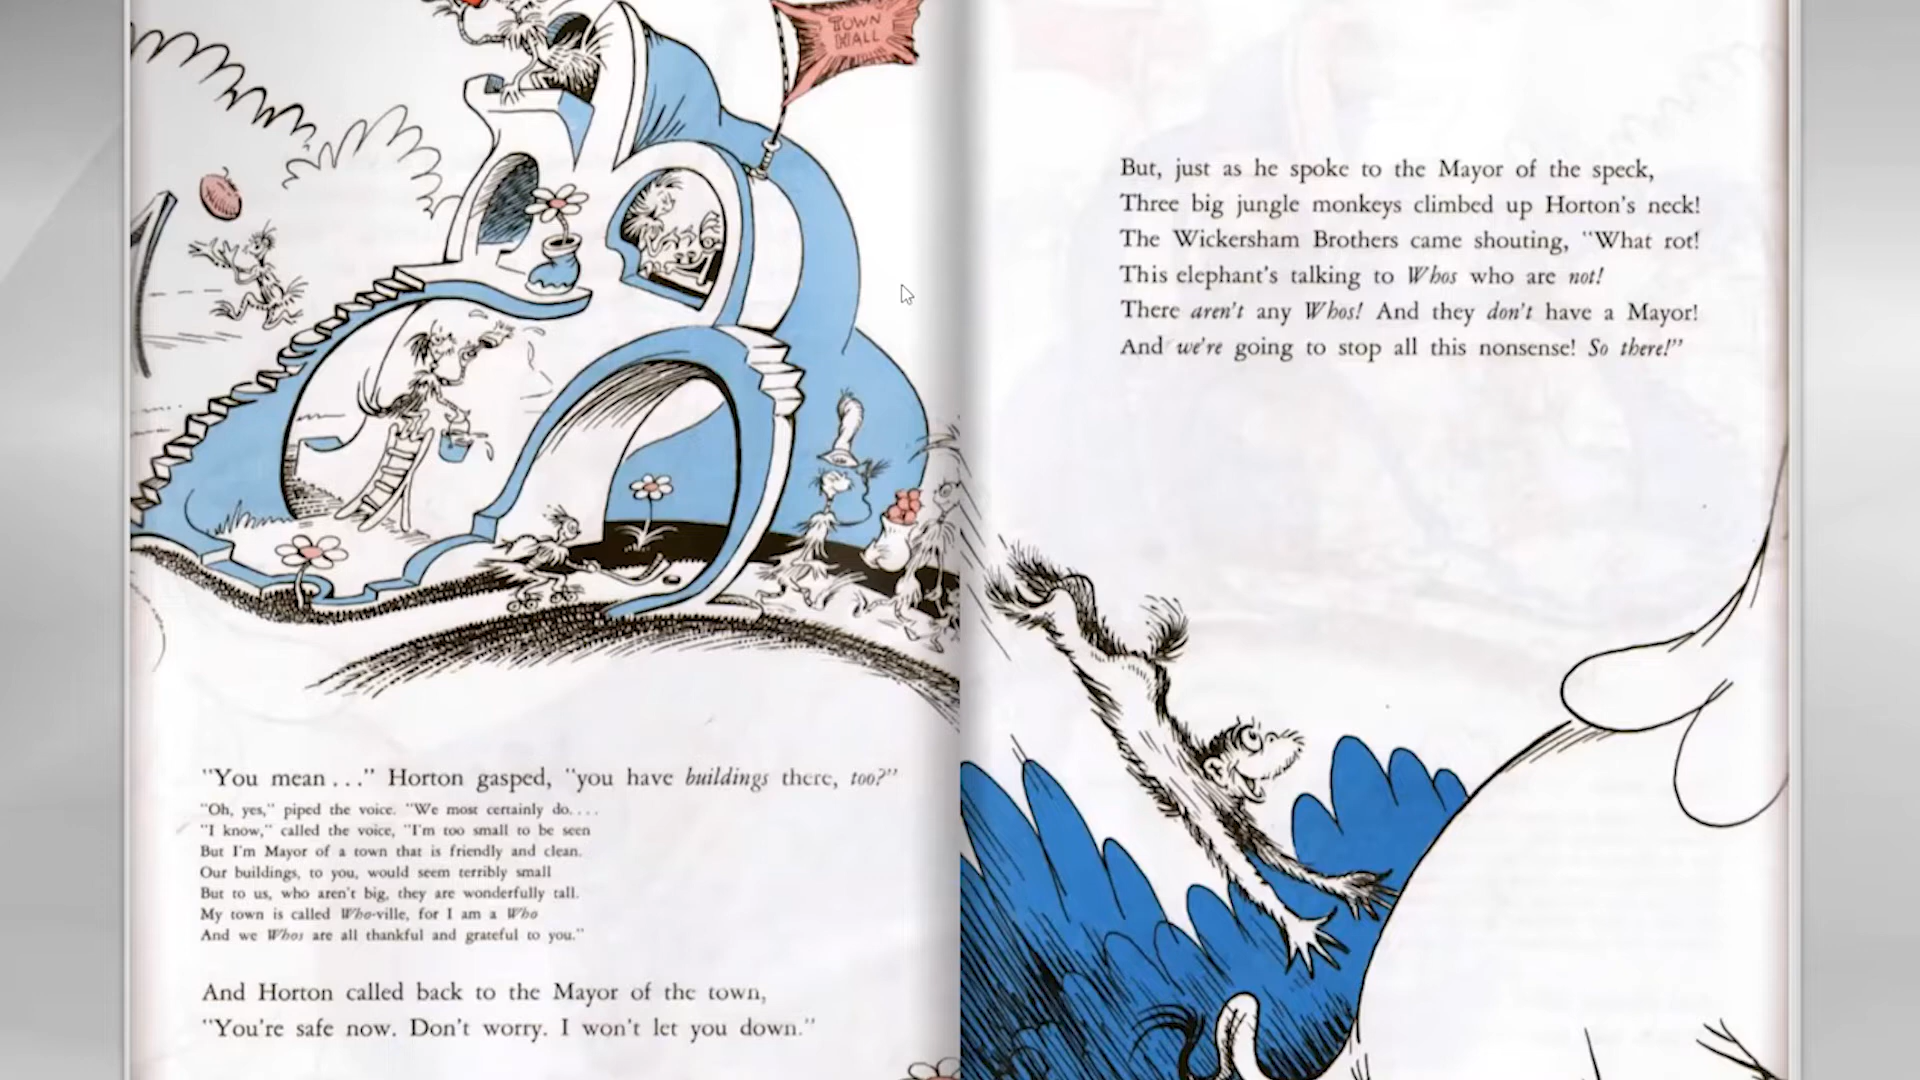 TOWN
HALL
"You mean . . ." Horton gasped, "you have buildings there, too?"
"Oh, yes," piped the voice. "We most certainly do. . . .
"I know," called the voice, "I'm too small to be seen
But I'm Mayor of a town that is friendly and clean.
Our buildings, to you, would seem terribly small
But to us, who aren't big, they are wonderfully tall.
My town is called Who-ville, for I am a Who
And we Whos are all thankful and grateful to you."
And Horton called back to the Mayor of the town,
"You're safe now. Don't worry. I won't let you down."
But, just as he spoke to the Mayor of the speck,
Three big jungle monkeys climbed up Horton's neck!
The Wickersham Brothers came shouting, "What rot!
This elephant's talking to Whos who are not!
There aren't any Whos! And they don't have a Mayor!
And we're going to stop all this nonsense! So there!"